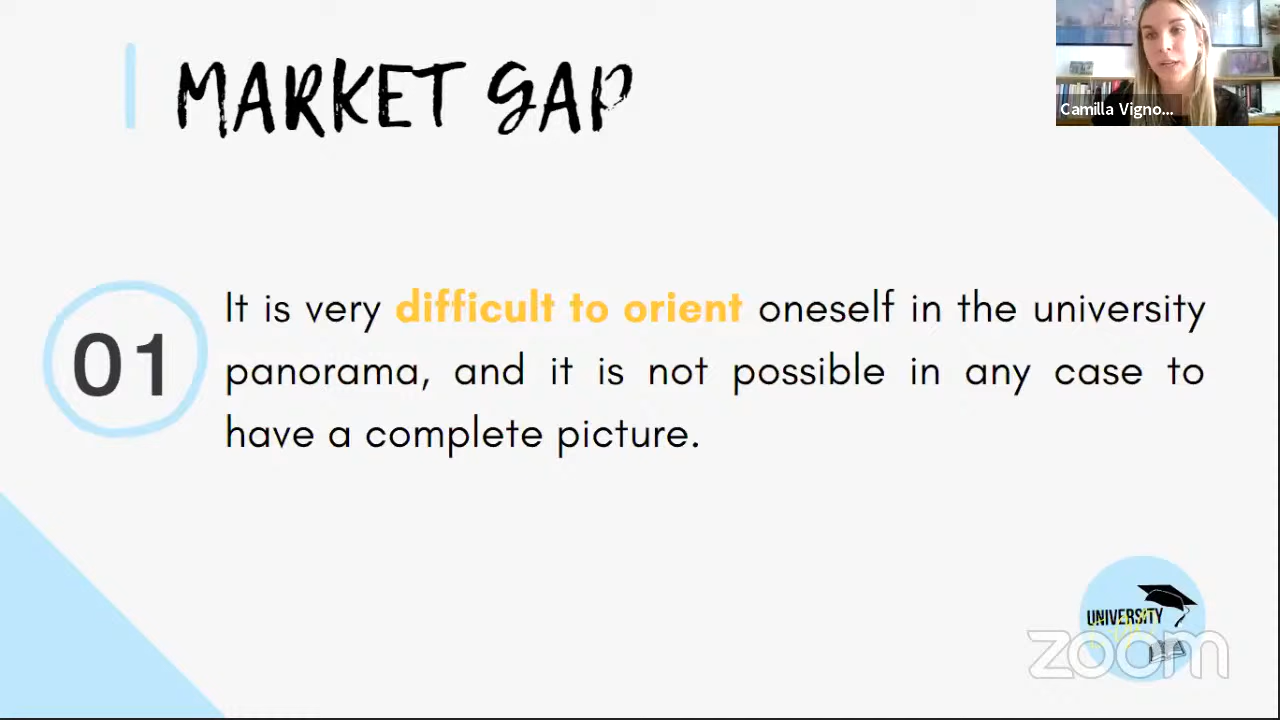 MARKET GAP
Camilla Vigno...
01
It is very difficult to orient oneself in the university
panorama, and it is not possible in any case to
have a complete picture.
UNIVERSITY
zoom